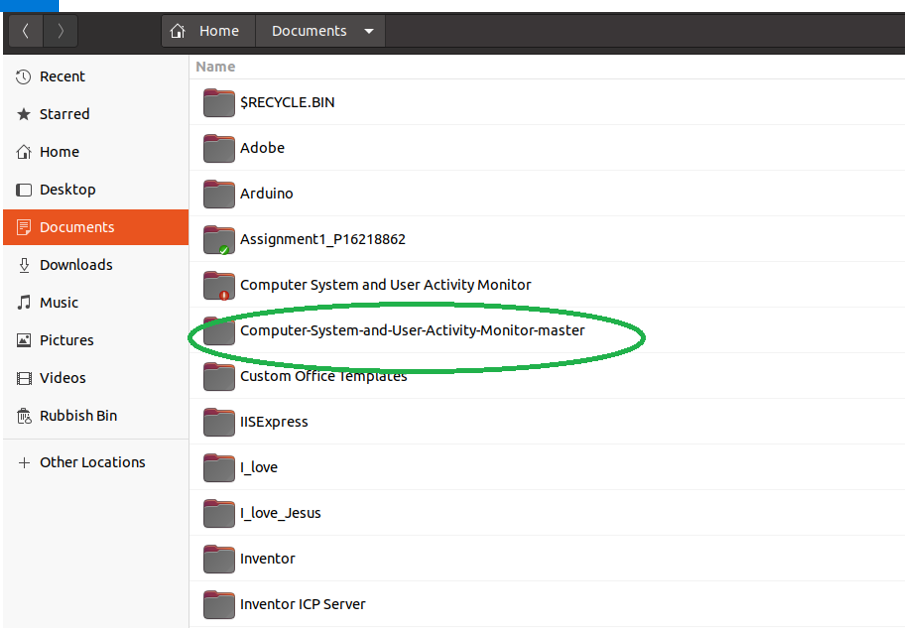 Home Documents
Name
Recent
Starred
Home
Desktop
Documents
Downloads
Music
Pictures
Videos
Rubbish Bin
Other Locations
$RECYCLE.BIN
Adobe
Arduino
Assignment1_P16218862
Computer System and User Activity Monitor
Computer-System-and-User-Activity-Monitor-master
Custom Office Templates
IISExpress
I_love
I_love_Jesus
Inventor
Inventor ICP Server